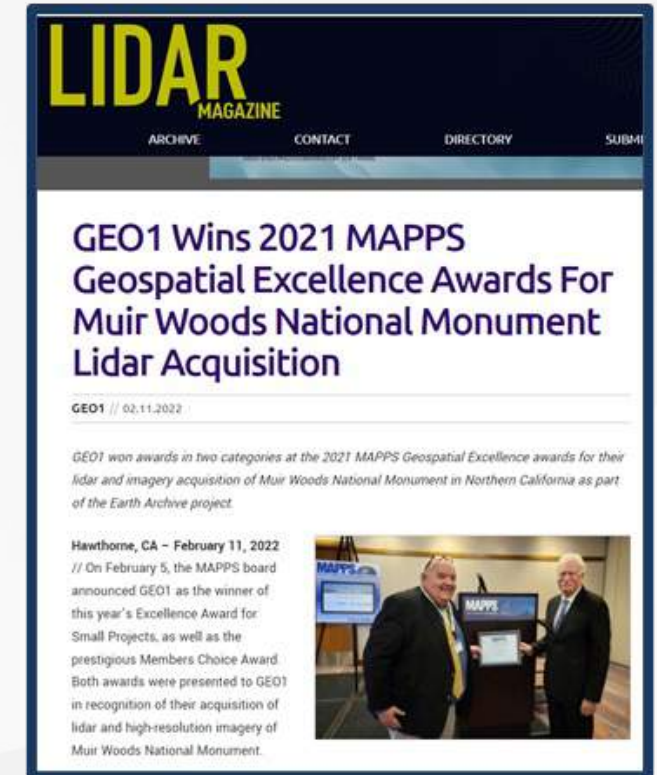 LIDAR
MAGAZINE
ARCHIVE CONTACT DIRECTORY SUBMI
GEO1 Wins 2021 MAPPS
Geospatial Excellence Awards For
Muir Woods National Monument
Lidar Acquisition
GEO1 // 02.11.2022
GEO1 won awards in two categories at the 2021 MAPPS Geospatial Excellence awards for their
lidar and imagery acquisition of Muir Woods National Monument in Northern California as part
of the Earth Archive project.
Hawthorne, CA – February 11, 2022
// On February 5, the MAPPS board
announced GEO1 as the winner of
this year's Excellence Award for
Small Projects, as well as the
prestigious Members Choice Award.
Both awards were presented to GEO1
in recognition of their acquisition of
lidar and high-resolution imagery of
Muir Woods National Monument.
MAPPS
MAPPS